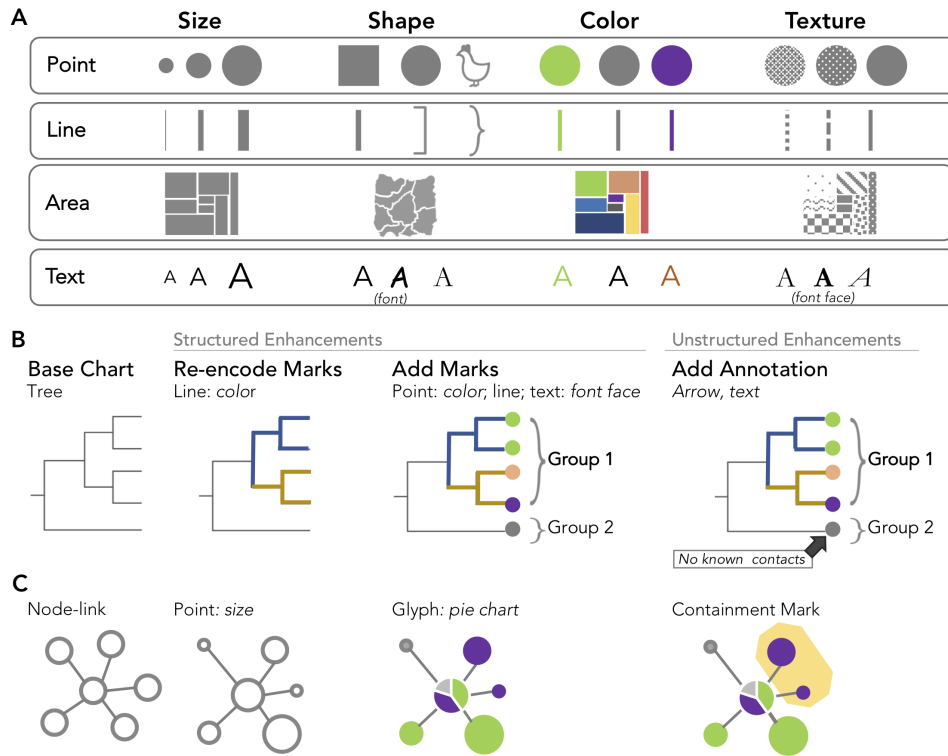 A
Size Shape Color Texture
Point
Line
Area
Text
A A A A A A A A A A A A
(font) (font face)
B
Structured Enhancements Unstructured Enhancements
Base Chart Re-encode Marks Add Marks Add Annotation
Tree Line: color Point: color; line; text: font face Arrow, text
Group 1 Group 1
Group 2 Group 2
No known contacts
C
Node-link Point: size Glyph: pie chart Containment Mark